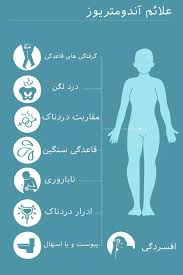 علائم آندومتریوز
گرفتگی های قاعدگی
درد لگن
مقاربت دردناک
قاعدگی سنگین
ناباروری
ادرار دردناک
یبوست و یا اسهال
افسردگی